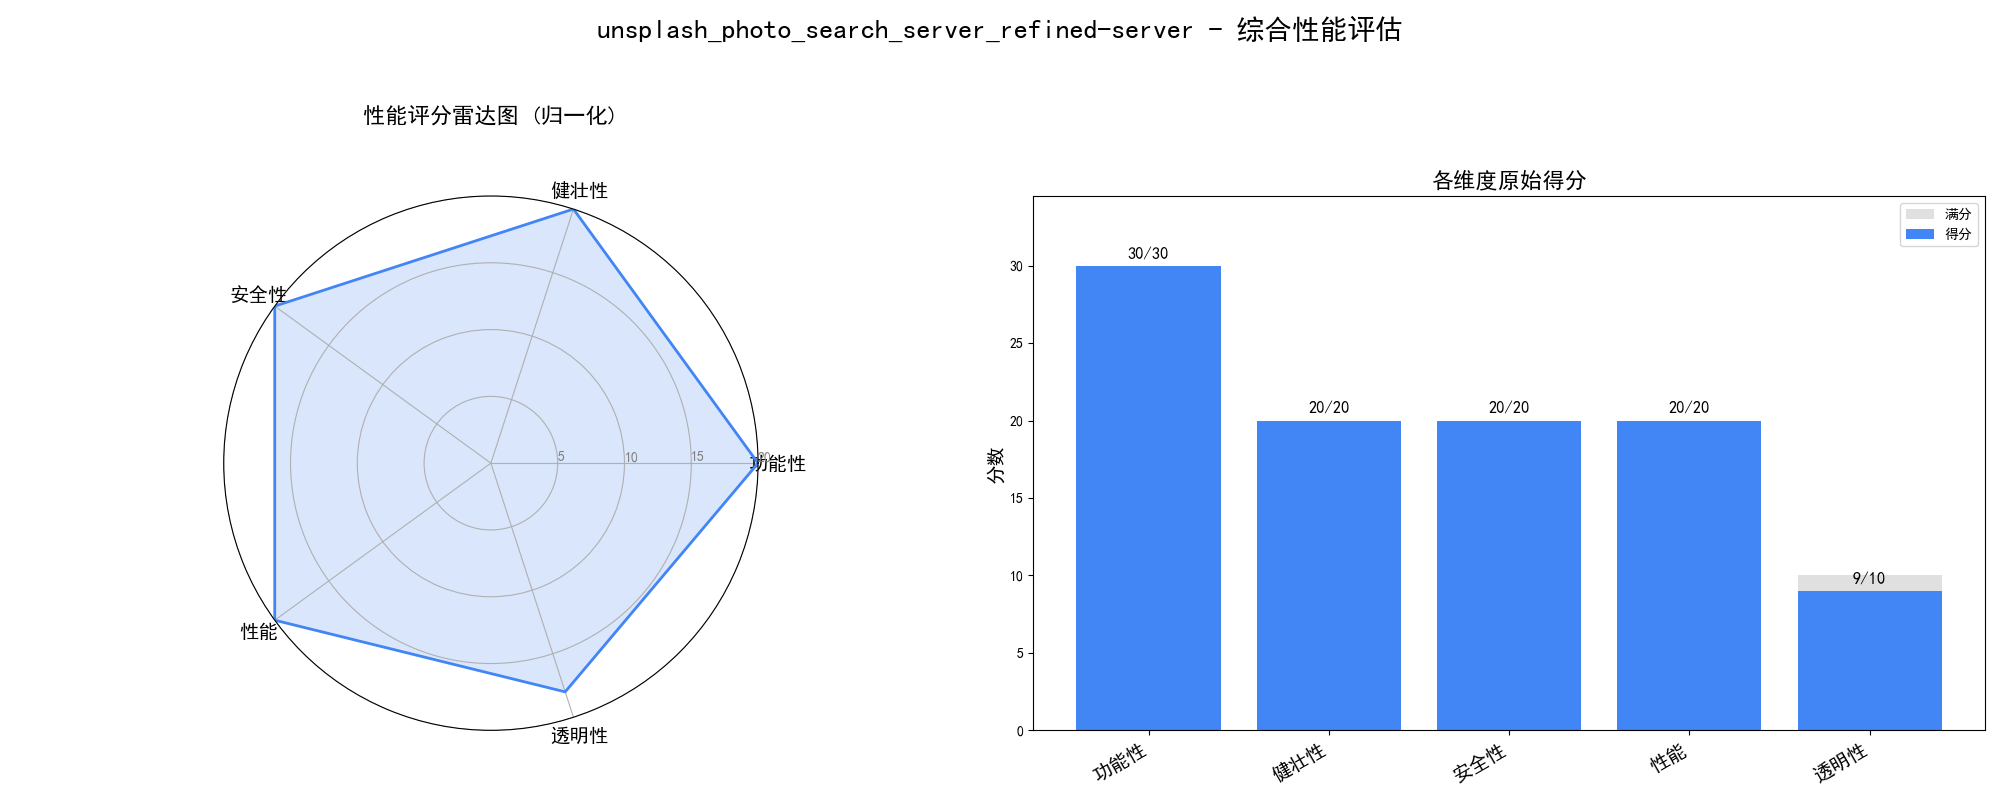 unsplash_photo_search_server_refined-server - 综合性能评估
性能评分雷达图 (归一化)
健壮性
安全性
功能性
性能
透明性
5
10
15
20
各维度原始得分
满分
得分
分数
30
25
20
15
10
5
0
30/30
20/20
20/20
20/20
9/10
功能性
健壮性
安全性
性能
透明性